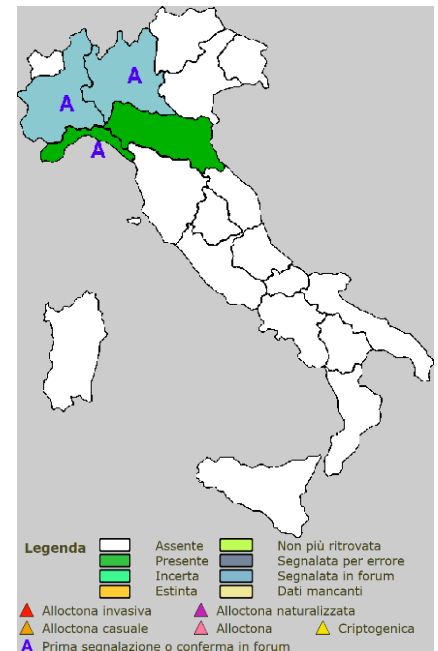 A
A
A
Legenda
Assente
Non più ritrovata
Presente
Segnalata per errore
Incerta
Segnalata in forum
Estinta
Dati mancanti
Alloctona invasiva
Alloctona naturalizzata
Alloctona casuale
Alloctona
Criptogenica
A Prima segnalazione o conferma in forum